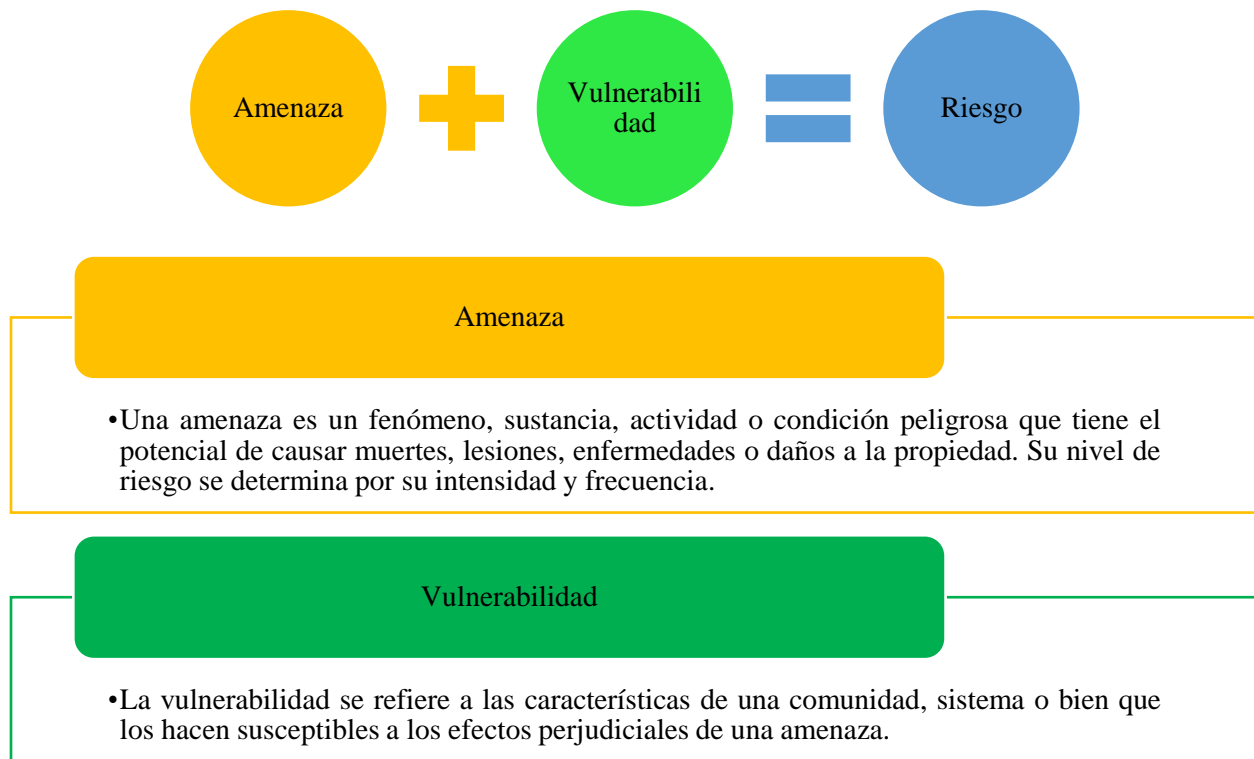 Amenaza
Vulnerabili
dad
Riesgo
Amenaza
•Una amenaza es un fenómeno, sustancia, actividad o condición peligrosa que tiene el
potencial de causar muertes, lesiones, enfermedades o daños a la propiedad. Su nivel de
riesgo se determina por su intensidad y frecuencia.
Vulnerabilidad
•La vulnerabilidad se refiere a las características de una comunidad, sistema o bien que
los hacen susceptibles a los efectos perjudiciales de una amenaza.